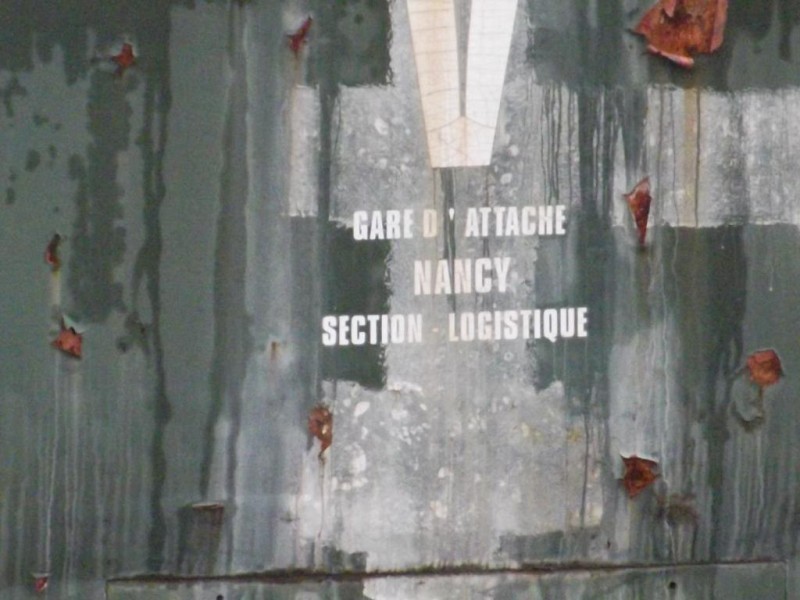 GARE D'ATTACHE
NANCY
SECTION - LOGISTIQUE